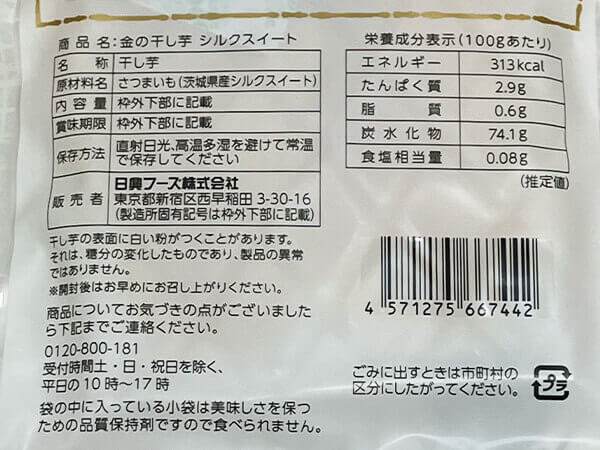 商品名：金の干し芋 シルクスイート
名称 干し芋
原材料名 さつまいも（茨城県産シルクスイート）
内容量 枠外下部に記載
賞味期限 枠外下部に記載
保存方法 直射日光、高温多湿を避けて常温
で保存してください
販売者 日興フーズ株式会社
東京都新宿区西早稲田 3-30-16
（製造所固有記号は枠外下部に記載）
干し芋の表面に白い粉がつくことがあります。
それは、糖分の変化したものであり、製品の異常
ではありません。
※開封後はお早めにお召し上がりください。
商品についてお気づきの点がございました
ら下記までご連絡ください。
0120-800-181
受付時間土・日・祝日を除く、
平日の10時〜17時
袋の中に入っている小袋は美味しさを保つ
ための品質保持剤ですので食べられません。
栄養成分表示（100gあたり）
エネルギー 313kcal
たんぱく質 2.9g
脂質 0.6g
炭水化物 74.1g
食塩相当量 0.08g
（推定値）
4 571275 667442
ごみに出すときは市町村の
区分にしたがってください。
プラ